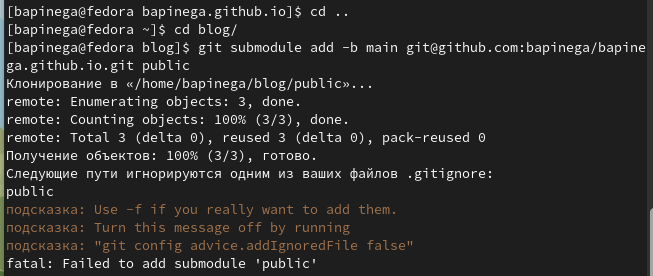 [bapinega@fedora bapinega.github.io]$ cd ..
[bapinega@fedora ~]$ cd blog/
[bapinega@fedora blog]$ git submodule add -b main git@github.com:bapinega/bapine
ga.github.io.git public
Клонирование в «/home/bapinega/blog/public»...
remote: Enumerating objects: 3, done.
remote: Counting objects: 100% (3/3), done.
remote: Total 3 (delta 0), reused 3 (delta 0), pack-reused 0
Получение объектов: 100% (3/3), готово.
Следующие пути игнорируются одним из ваших файлов .gitignore:
public
подсказка: Use -f if you really want to add them.
подсказка: Turn this message off by running
подсказка: "git config advice.addIgnoredFile false"
fatal: Failed to add submodule 'public'